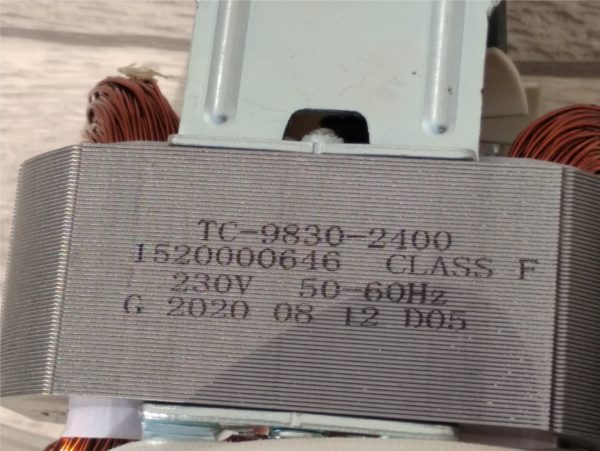 TC-9830-2400
1520000646 CLASS F
230V 50-60Hz
G 2020 08 12 D05